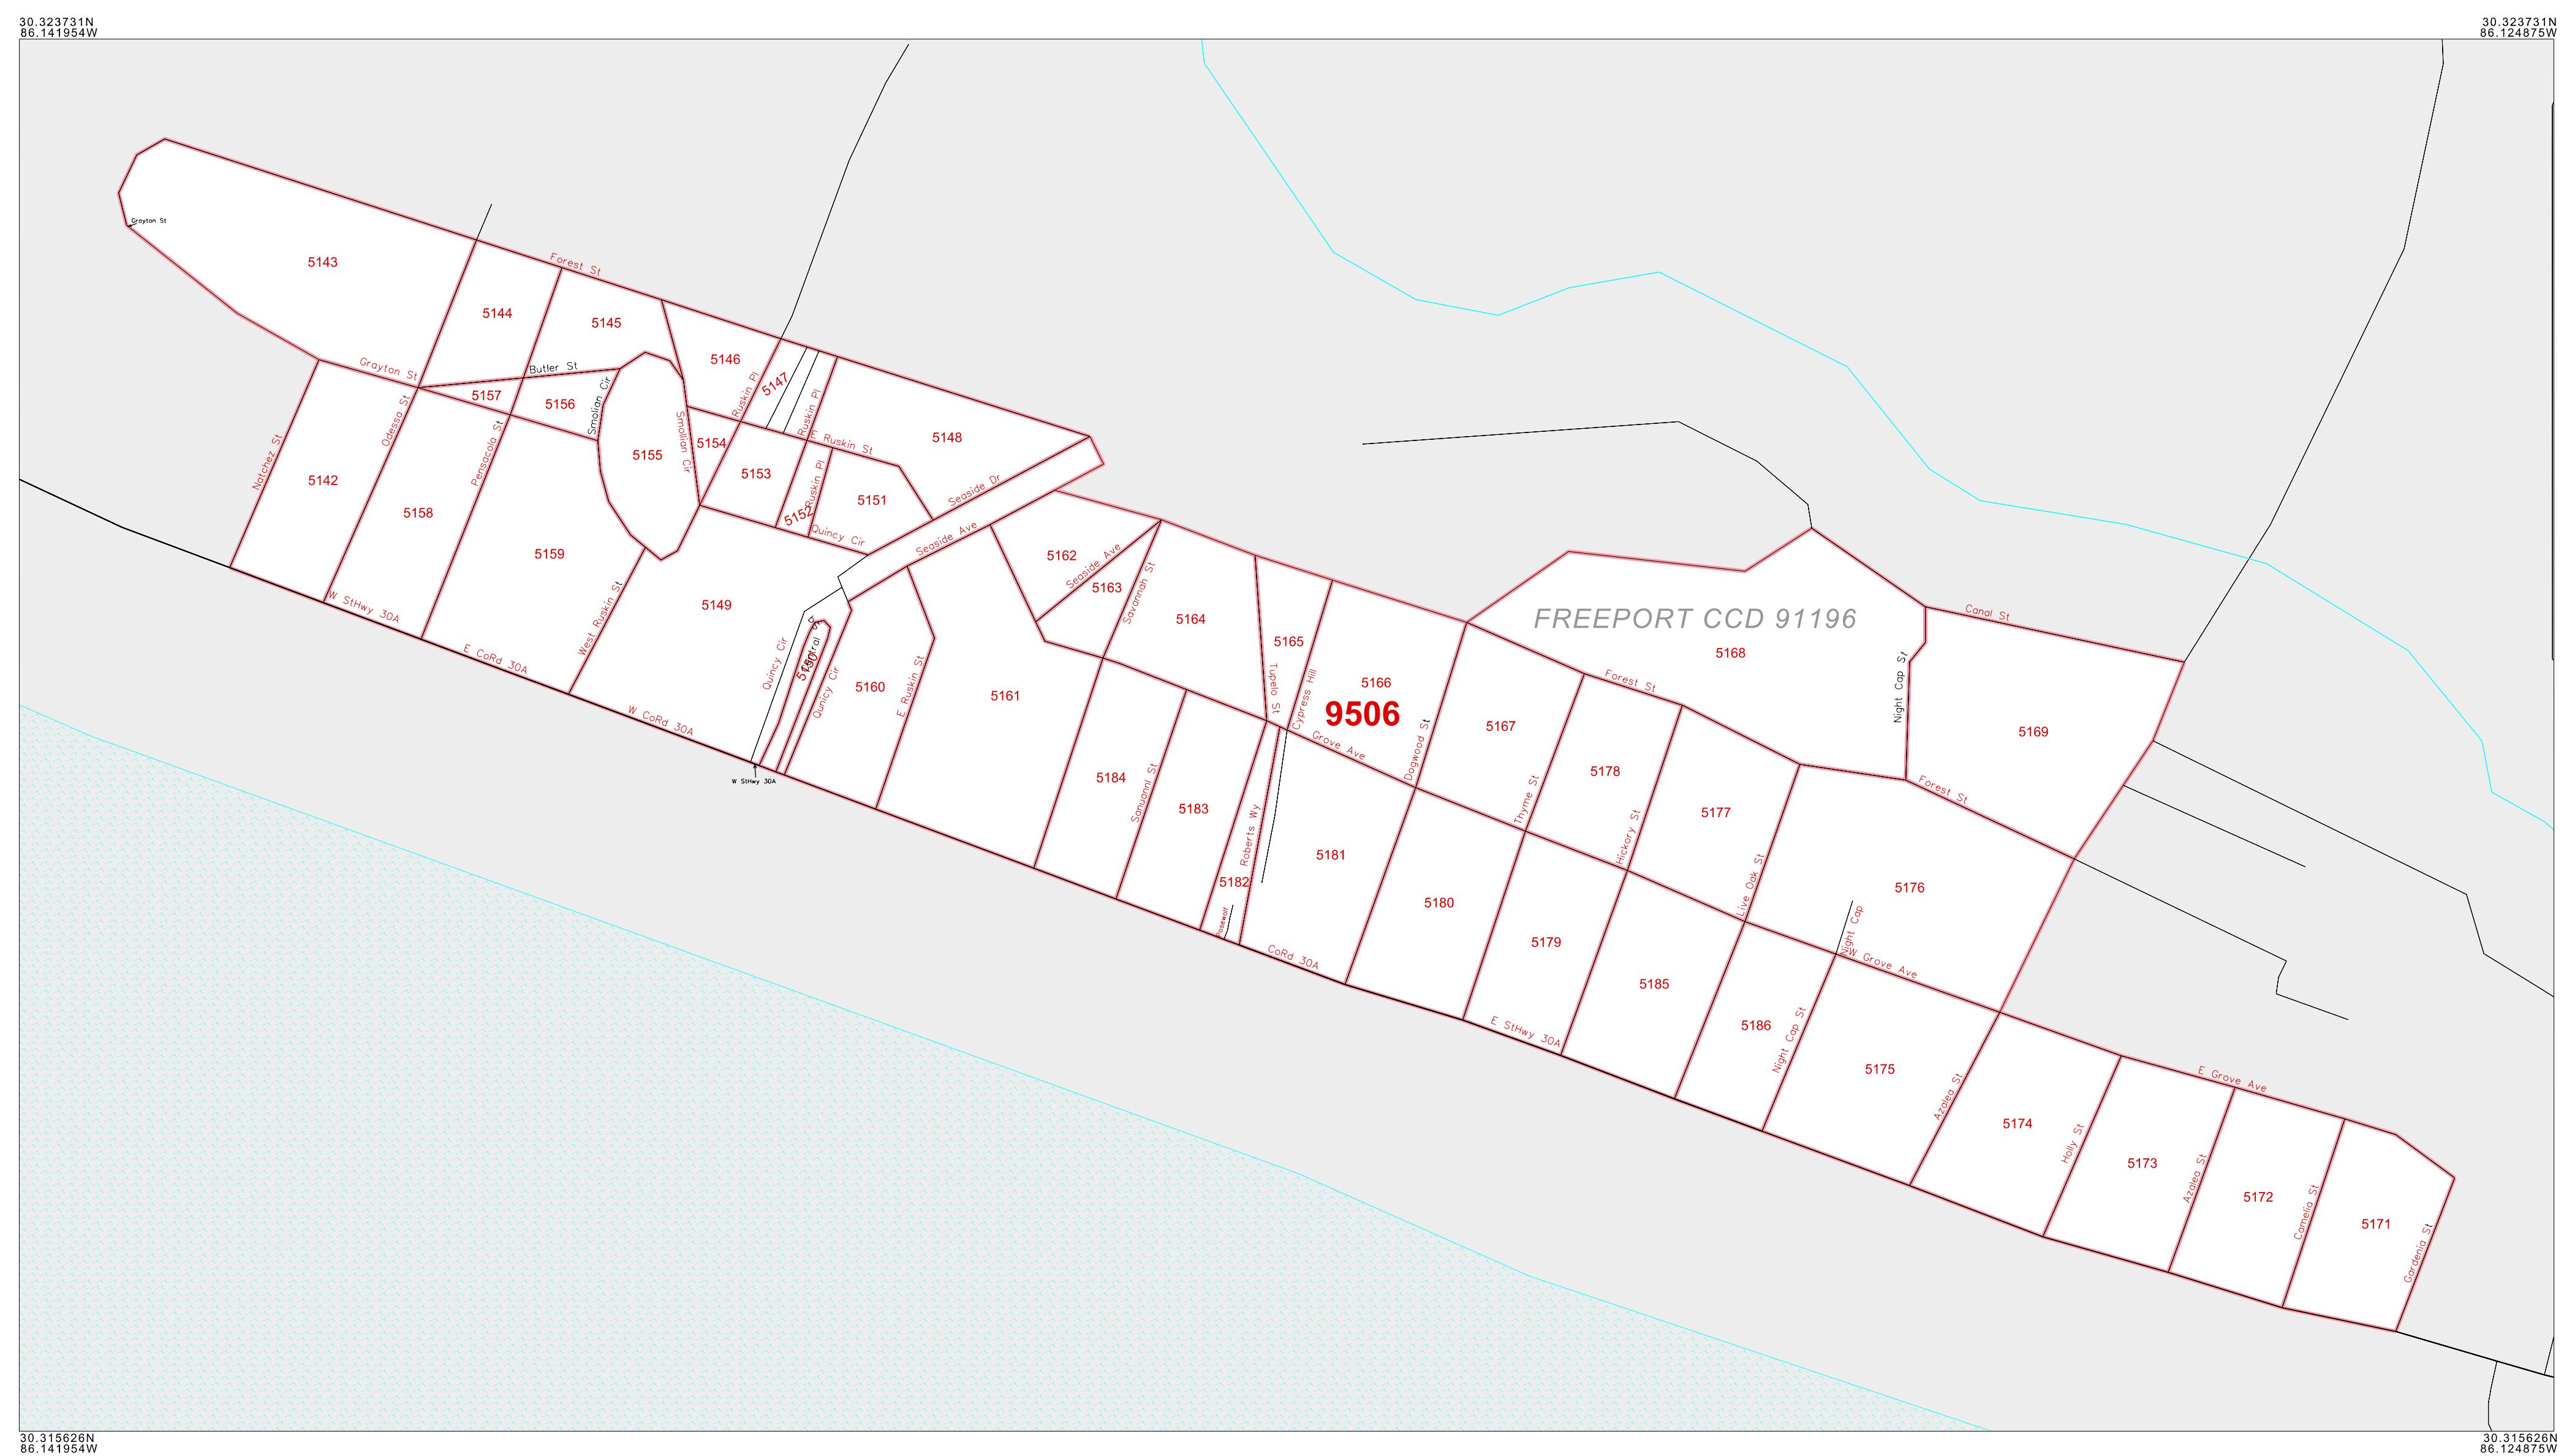 30.323731N
86.141954W
30.323731N
86.124875W
Grayton St
5143
Forest St
5144
5145
5146
5147
Ruskin Pl
Ruskin Pl
Grayton St
Butler St
Smolian Cir
5157
5156
Odessa St
Pensacola St
Natchez St
5142
5158
5159
5155
Smollian Cir
5154
5153
5152
Ruskin Pl
E Ruskin St
5151
5148
Quincy Cir
Seaside Dr
Seaside Ave
W StHwy 30A
E CoRd 30A
West Ruskin St
5149
W CoRd 30A
Quincy Cir
5150
Qunicy Cir
W StHwy 30A
5160
E Ruskin St
5161
5162
Seaside Ave
5163
Savannah St
5164
5165
Tupelo St
Cypress Hill
5166
9506
Grove Ave
Dogwood St
FREEPORT CCD 91196
5168
Forest St
Night Cap St
Canal St
5169
Forest St
5167
Thyme St
5178
Hickory St
5177
Live Oak St
5176
Night Cap
W Grove Ave
5184
Sanuannl St
5183
5182
Roberts Wy
5181
CoRd 30A
5180
5179
E StHwy 30A
5185
5186
Night Cap St
5175
Azalea St
5174
Holly St
E Grove Ave
5173
Azalea St
5172
Camelia St
5171
Gardenia St
30.315626N
86.141954W
30.315626N
86.124875W